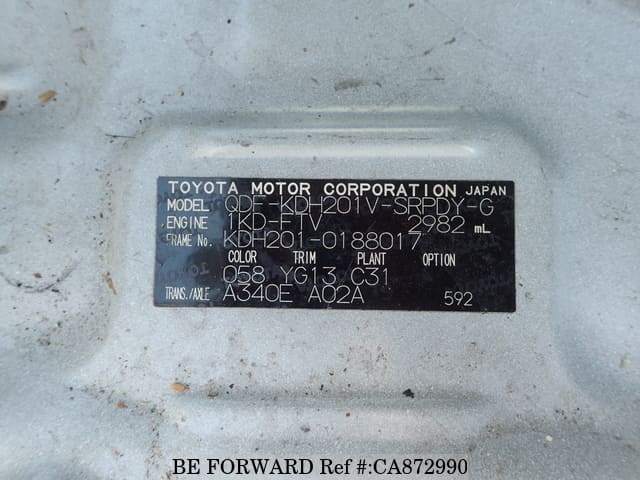 TOYOTA MOTOR CORPORATION JAPAN
MODEL QDF-KDH201V-SRPDY-G
ENGINE 1KD-FTV 2982 mL
FRAME No. KDH201-0188017
COLOR TRIM PLANT OPTION
058 YG13 C31
TRANS./AXLE A340E A02A 592
BE FORWARD Ref #:CA872990